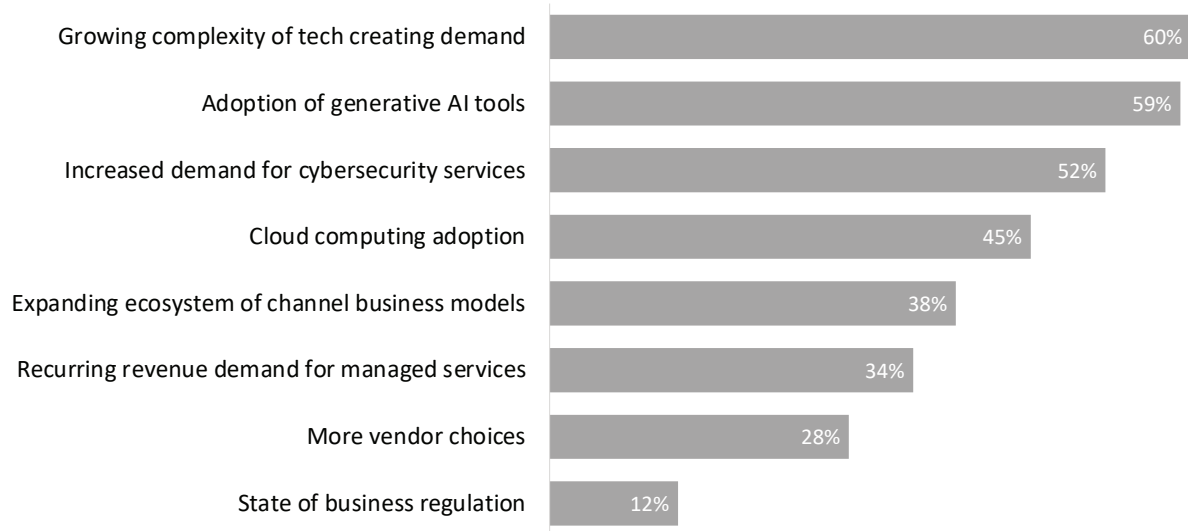 Growing complexity of tech creating demand 60%
Adoption of generative AI tools 59%
Increased demand for cybersecurity services 52%
Cloud computing adoption 45%
Expanding ecosystem of channel business models 38%
Recurring revenue demand for managed services 34%
More vendor choices 28%
State of business regulation 12%